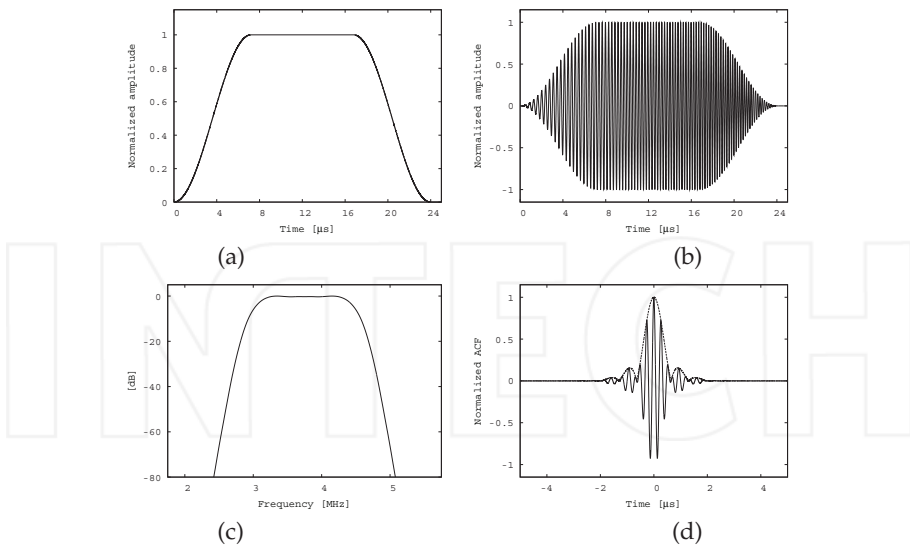 1
0.8
0.6
0.4
0.2
0
Normalized amplitude
0 4 8 12 16 20 24
Time [μs]
(a)
1
0.5
0
-0.5
-1
Normalized amplitude
0 4 8 12 16 20 24
Time [μs]
(b)
0
-20
-40
-60
-80
[dB]
2 3 4 5
Frequency [MHz]
(c)
1
0.5
0
-0.5
-1
Normalized ACF
-4 -2 0 2 4
Time [μs]
(d)
INTECH